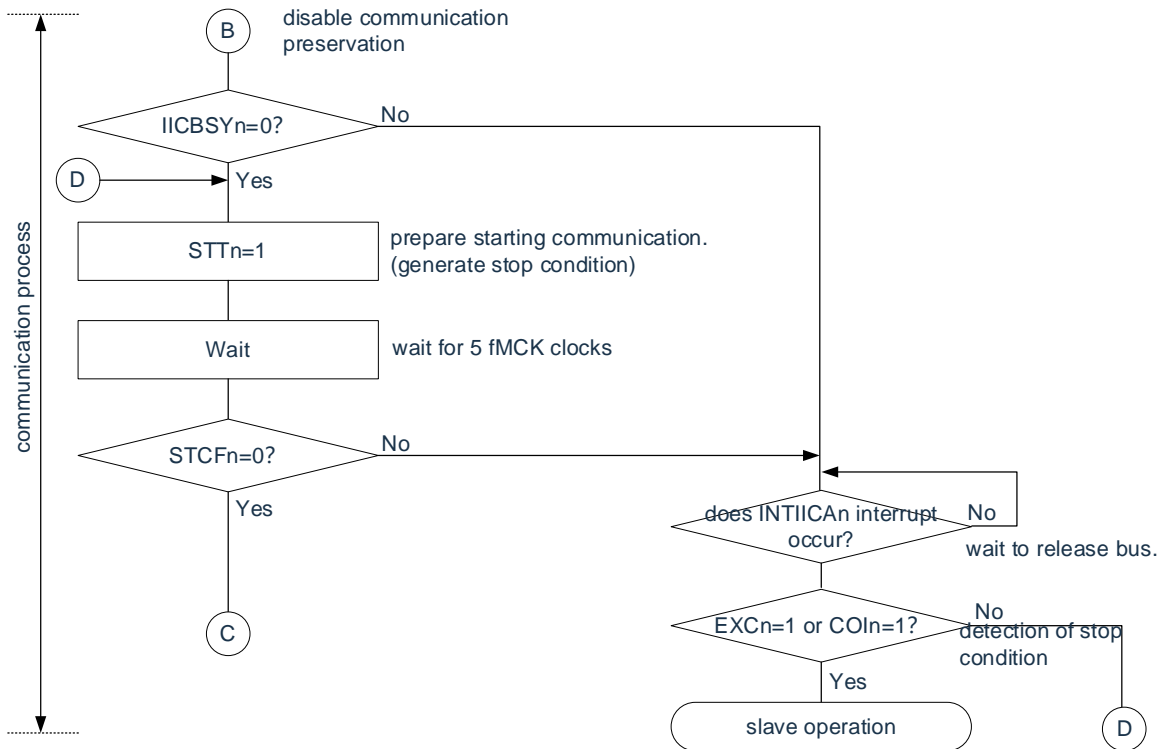 B
disable communication
preservation
IICBSYn=0?
No
D
Yes
STTn=1
prepare starting communication.
(generate stop condition)
communication process
Wait
wait for 5 fMCK clocks
STCFn=0?
No
Yes
does INTIICAn interrupt
occur?
No
wait to release bus.
C
EXCn=1 or COIn=1?
No
detection of stop
condition
Yes
slave operation
D